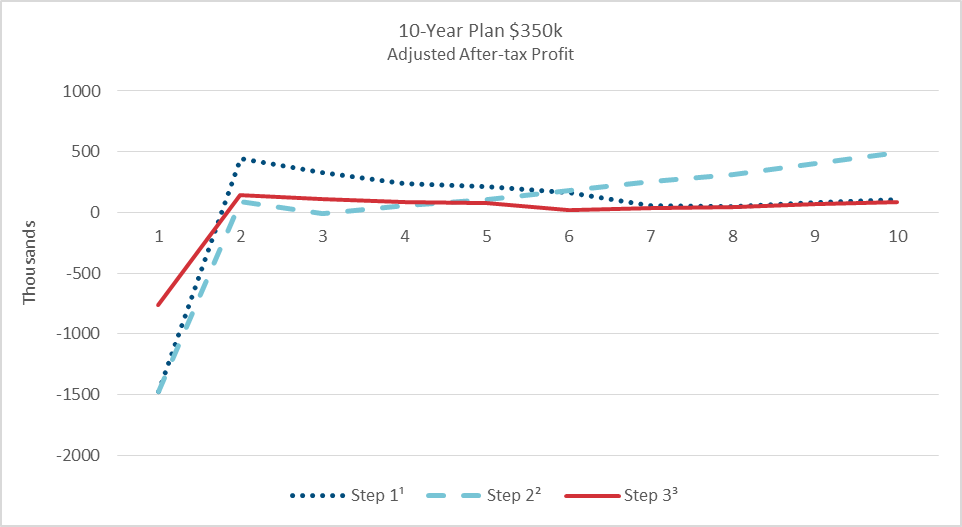 10-Year Plan $350k
Adjusted After-tax Profit
Thousands
1000
500
0
-500
-1000
-1500
-2000
1 2 3 4 5 6 7 8 9 10
Step 1¹ Step 2² Step 3³